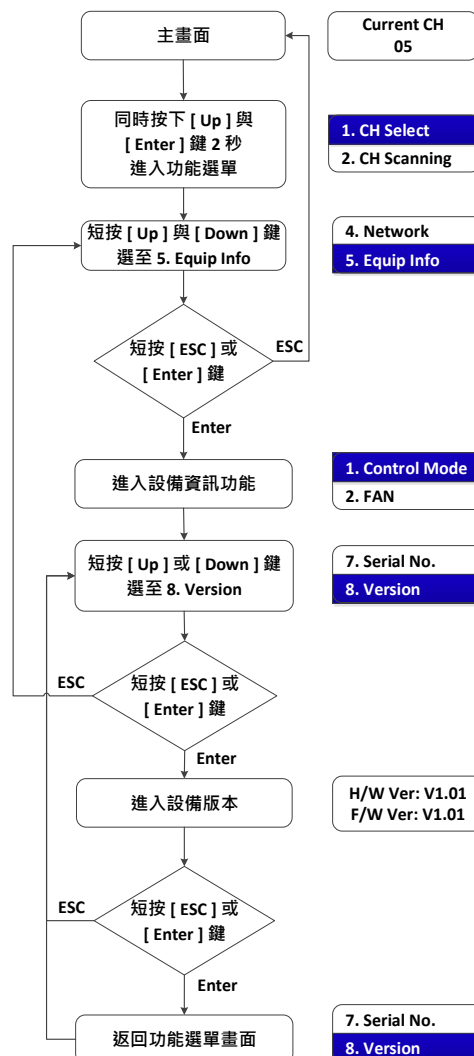 主畫面
Current CH
05
同時按下 [ Up ] 與
[ Enter ] 鍵 2 秒
進入功能選單
1. CH Select
2. CH Scanning
短按 [ Up ] 與 [ Down ] 鍵
選至 5. Equip Info
4. Network
5. Equip Info
短按 [ ESC ] 或
[ Enter ] 鍵
ESC
Enter
進入設備資訊功能
1. Control Mode
2. FAN
短按 [ Up ] 或 [ Down ] 鍵
選至 8. Version
7. Serial No.
8. Version
ESC
短按 [ ESC ] 或
[ Enter ] 鍵
Enter
進入設備版本
H/W Ver: V1.01
F/W Ver: V1.01
ESC
短按 [ ESC ] 或
[ Enter ] 鍵
Enter
返回功能選單畫面
7. Serial No.
8. Version